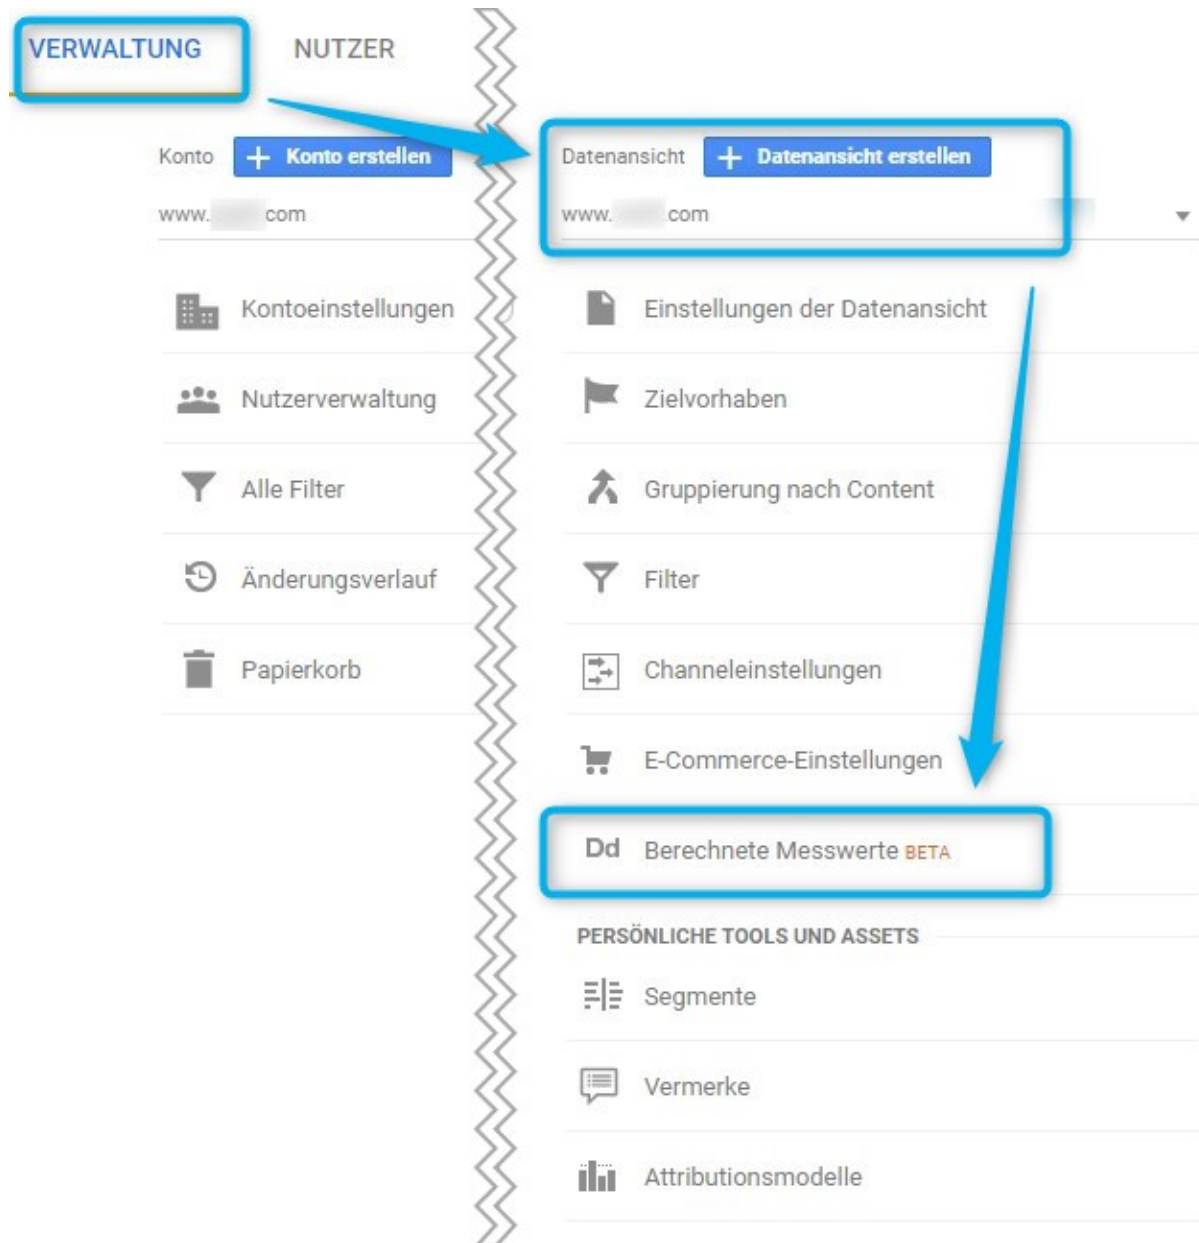 VERWALTUNG NUTZER
Konto + Konto erstellen
www. com
Kontoeinstellungen
Nutzerverwaltung
Alle Filter
Änderungsverlauf
Papierkorb
Datenansicht + Datenansicht erstellen
www. com
Einstellungen der Datenansicht
Zielvorhaben
Gruppierung nach Content
Filter
Channeleinstellungen
E-Commerce-Einstellungen
Dd Berechnete Messwerte BETA
PERSÖNLICHE TOOLS UND ASSETS
Segmente
Vermerke
Attributionsmodelle